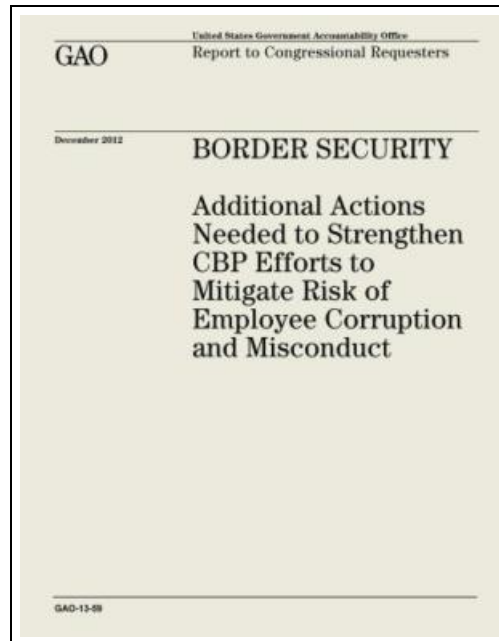 United States Government Accountability Office
GAO
Report to Congressional Requesters
December 2012
BORDER SECURITY
Additional Actions
Needed to Strengthen
CBP Efforts to
Mitigate Risk of
Employee Corruption
and Misconduct
GAO-13-59